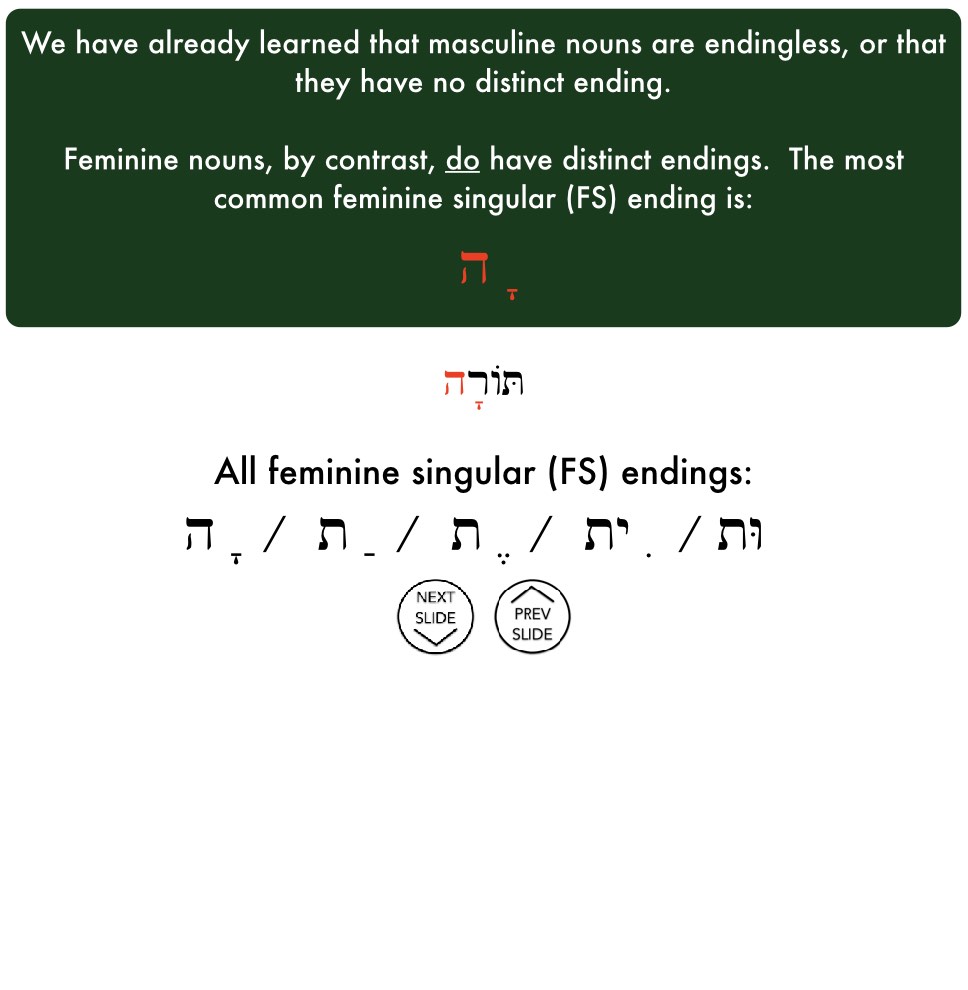 We have already learned that masculine nouns are endingless, or that
they have no distinct ending.
Feminine nouns, by contrast, do have distinct endings. The most
common feminine singular (FS) ending is:
ָה
תּוֹרָה
All feminine singular (FS) endings:
וּת / ִית / ֶת / ַת / ָה
NEXT
SLIDE
PREV
SLIDE